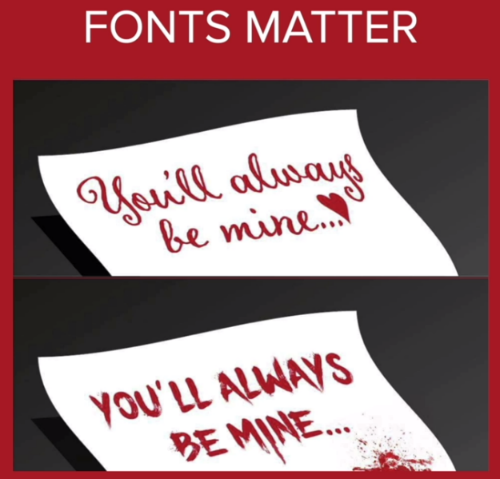 FONTS MATTER
You'll always
be mine...
YOU'LL ALWAYS
BE MINE...